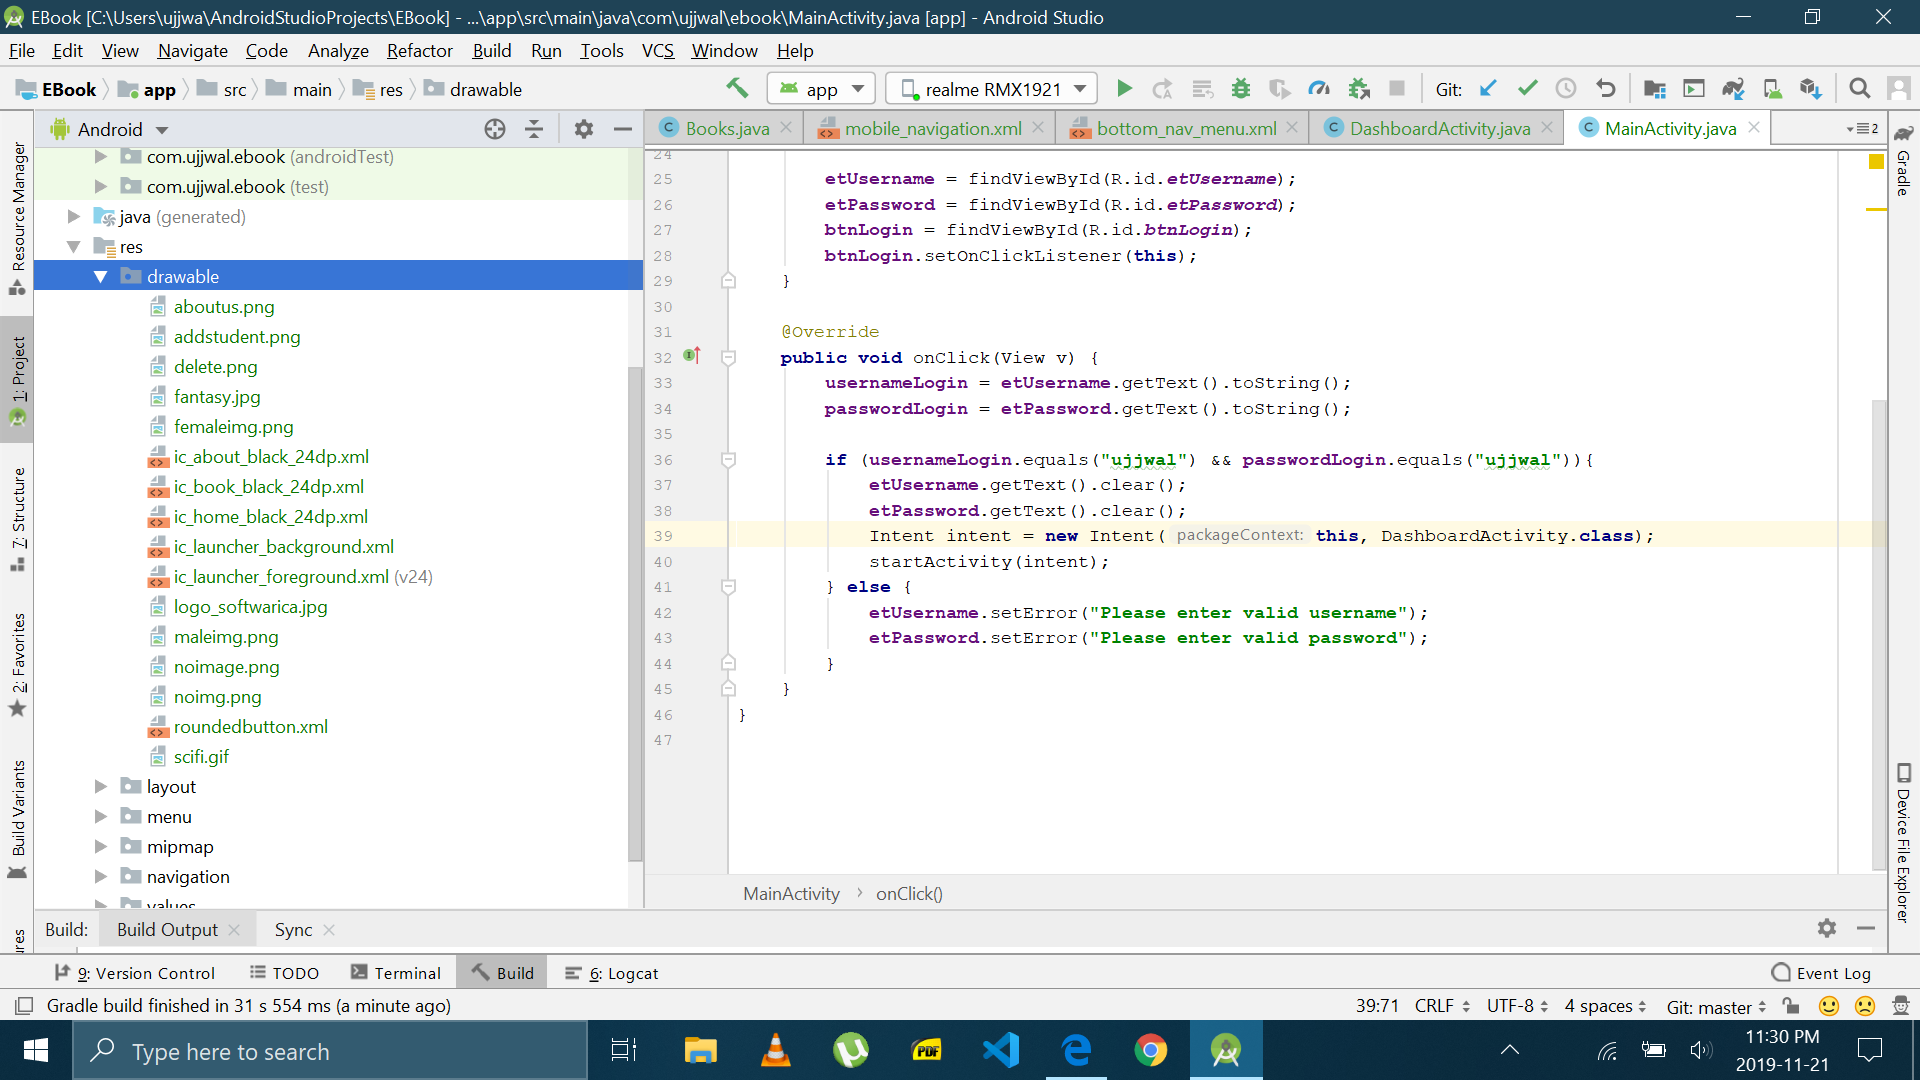 EBook [C:\Users\ujjwa\AndroidStudioProjects\EBook] - ...\app\src\main\java\com\ujjwal\ebook\MainActivity.java [app] - Android Studio
File Edit View Navigate Code Analyze Refactor Build Run Tools VCS Window Help
EBook app src main res drawable app realme RMX1921 Git:
Android
Books.java mobile_navigation.xml bottom_nav_menu.xml DashboardActivity.java MainActivity.java 2
Resource Manager
1: Project
7: Structure
2: Favorites
Build Variants
com.ujjwal.ebook (androidTest)
com.ujjwal.ebook (test)
java (generated)
res
drawable
aboutus.png
addstudent.png
delete.png
fantasy.jpg
femaleimg.png
ic_about_black_24dp.xml
ic_book_black_24dp.xml
ic_home_black_24dp.xml
ic_launcher_background.xml
ic_launcher_foreground.xml (v24)
logo_softwarica.jpg
maleimg.png
noimage.png
noimg.png
roundedbutton.xml
scifi.gif
layout
menu
mipmap
navigation
values
24
25 etUsername = findViewById(R.id.etUsername);
26 etPassword = findViewById(R.id.etPassword);
27 btnLogin = findViewById(R.id.btnLogin);
28 btnLogin.setOnClickListener(this);
29 }
30
31 @Override
32 public void onClick(View v) {
33 usernameLogin = etUsername.getText().toString();
34 passwordLogin = etPassword.getText().toString();
35
36 if (usernameLogin.equals("ujjwal") && passwordLogin.equals("ujjwal")){
37 etUsername.getText().clear();
38 etPassword.getText().clear();
39 Intent intent = new Intent( packageContext: this, DashboardActivity.class);
40 startActivity(intent);
41 } else {
42 etUsername.setError("Please enter valid username");
43 etPassword.setError("Please enter valid password");
44 }
45 }
46 }
47
MainActivity onClick()
Gradle
Device File Explorer
Build: Build Output Sync
9: Version Control TODO Terminal Build 6: Logcat Event Log
Gradle build finished in 31 s 554 ms (a minute ago) 39:71 CRLF UTF-8 4 spaces Git: master
Type here to search
PDF
11:30 PM
2019-11-21